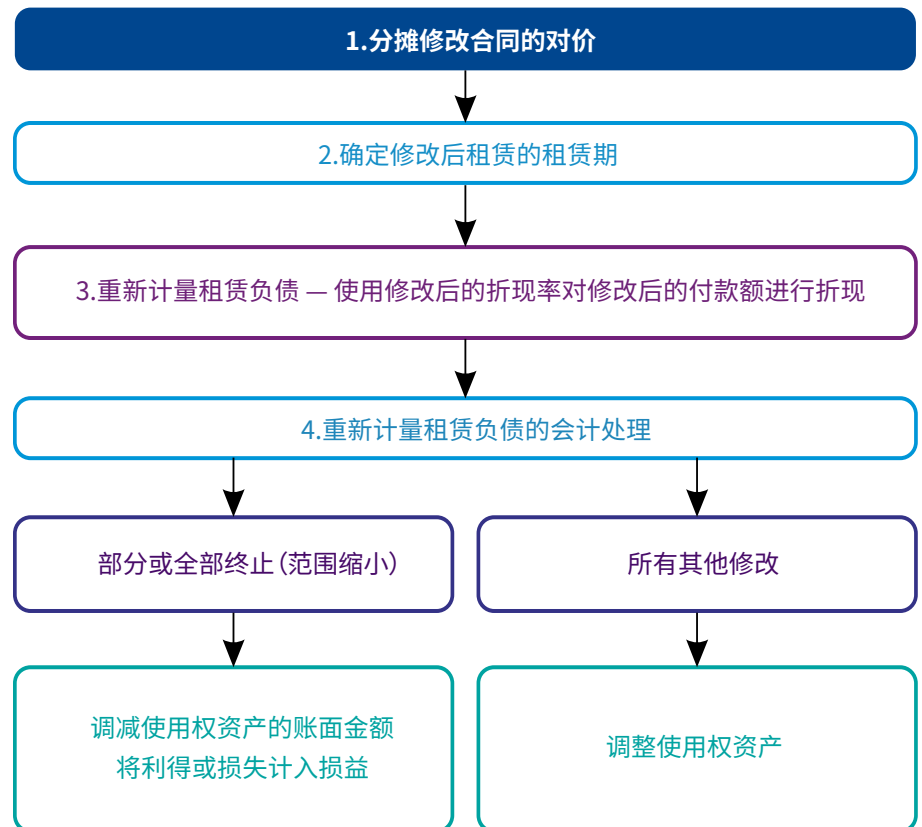 1.分摊修改合同的对价
2.确定修改后租赁的租赁期
3.重新计量租赁负债 — 使用修改后的折现率对修改后的付款额进行折现
4.重新计量租赁负债的会计处理
部分或全部终止（范围缩小）
所有其他修改
调减使用权资产的账面金额
将利得或损失计入损益
调整使用权资产